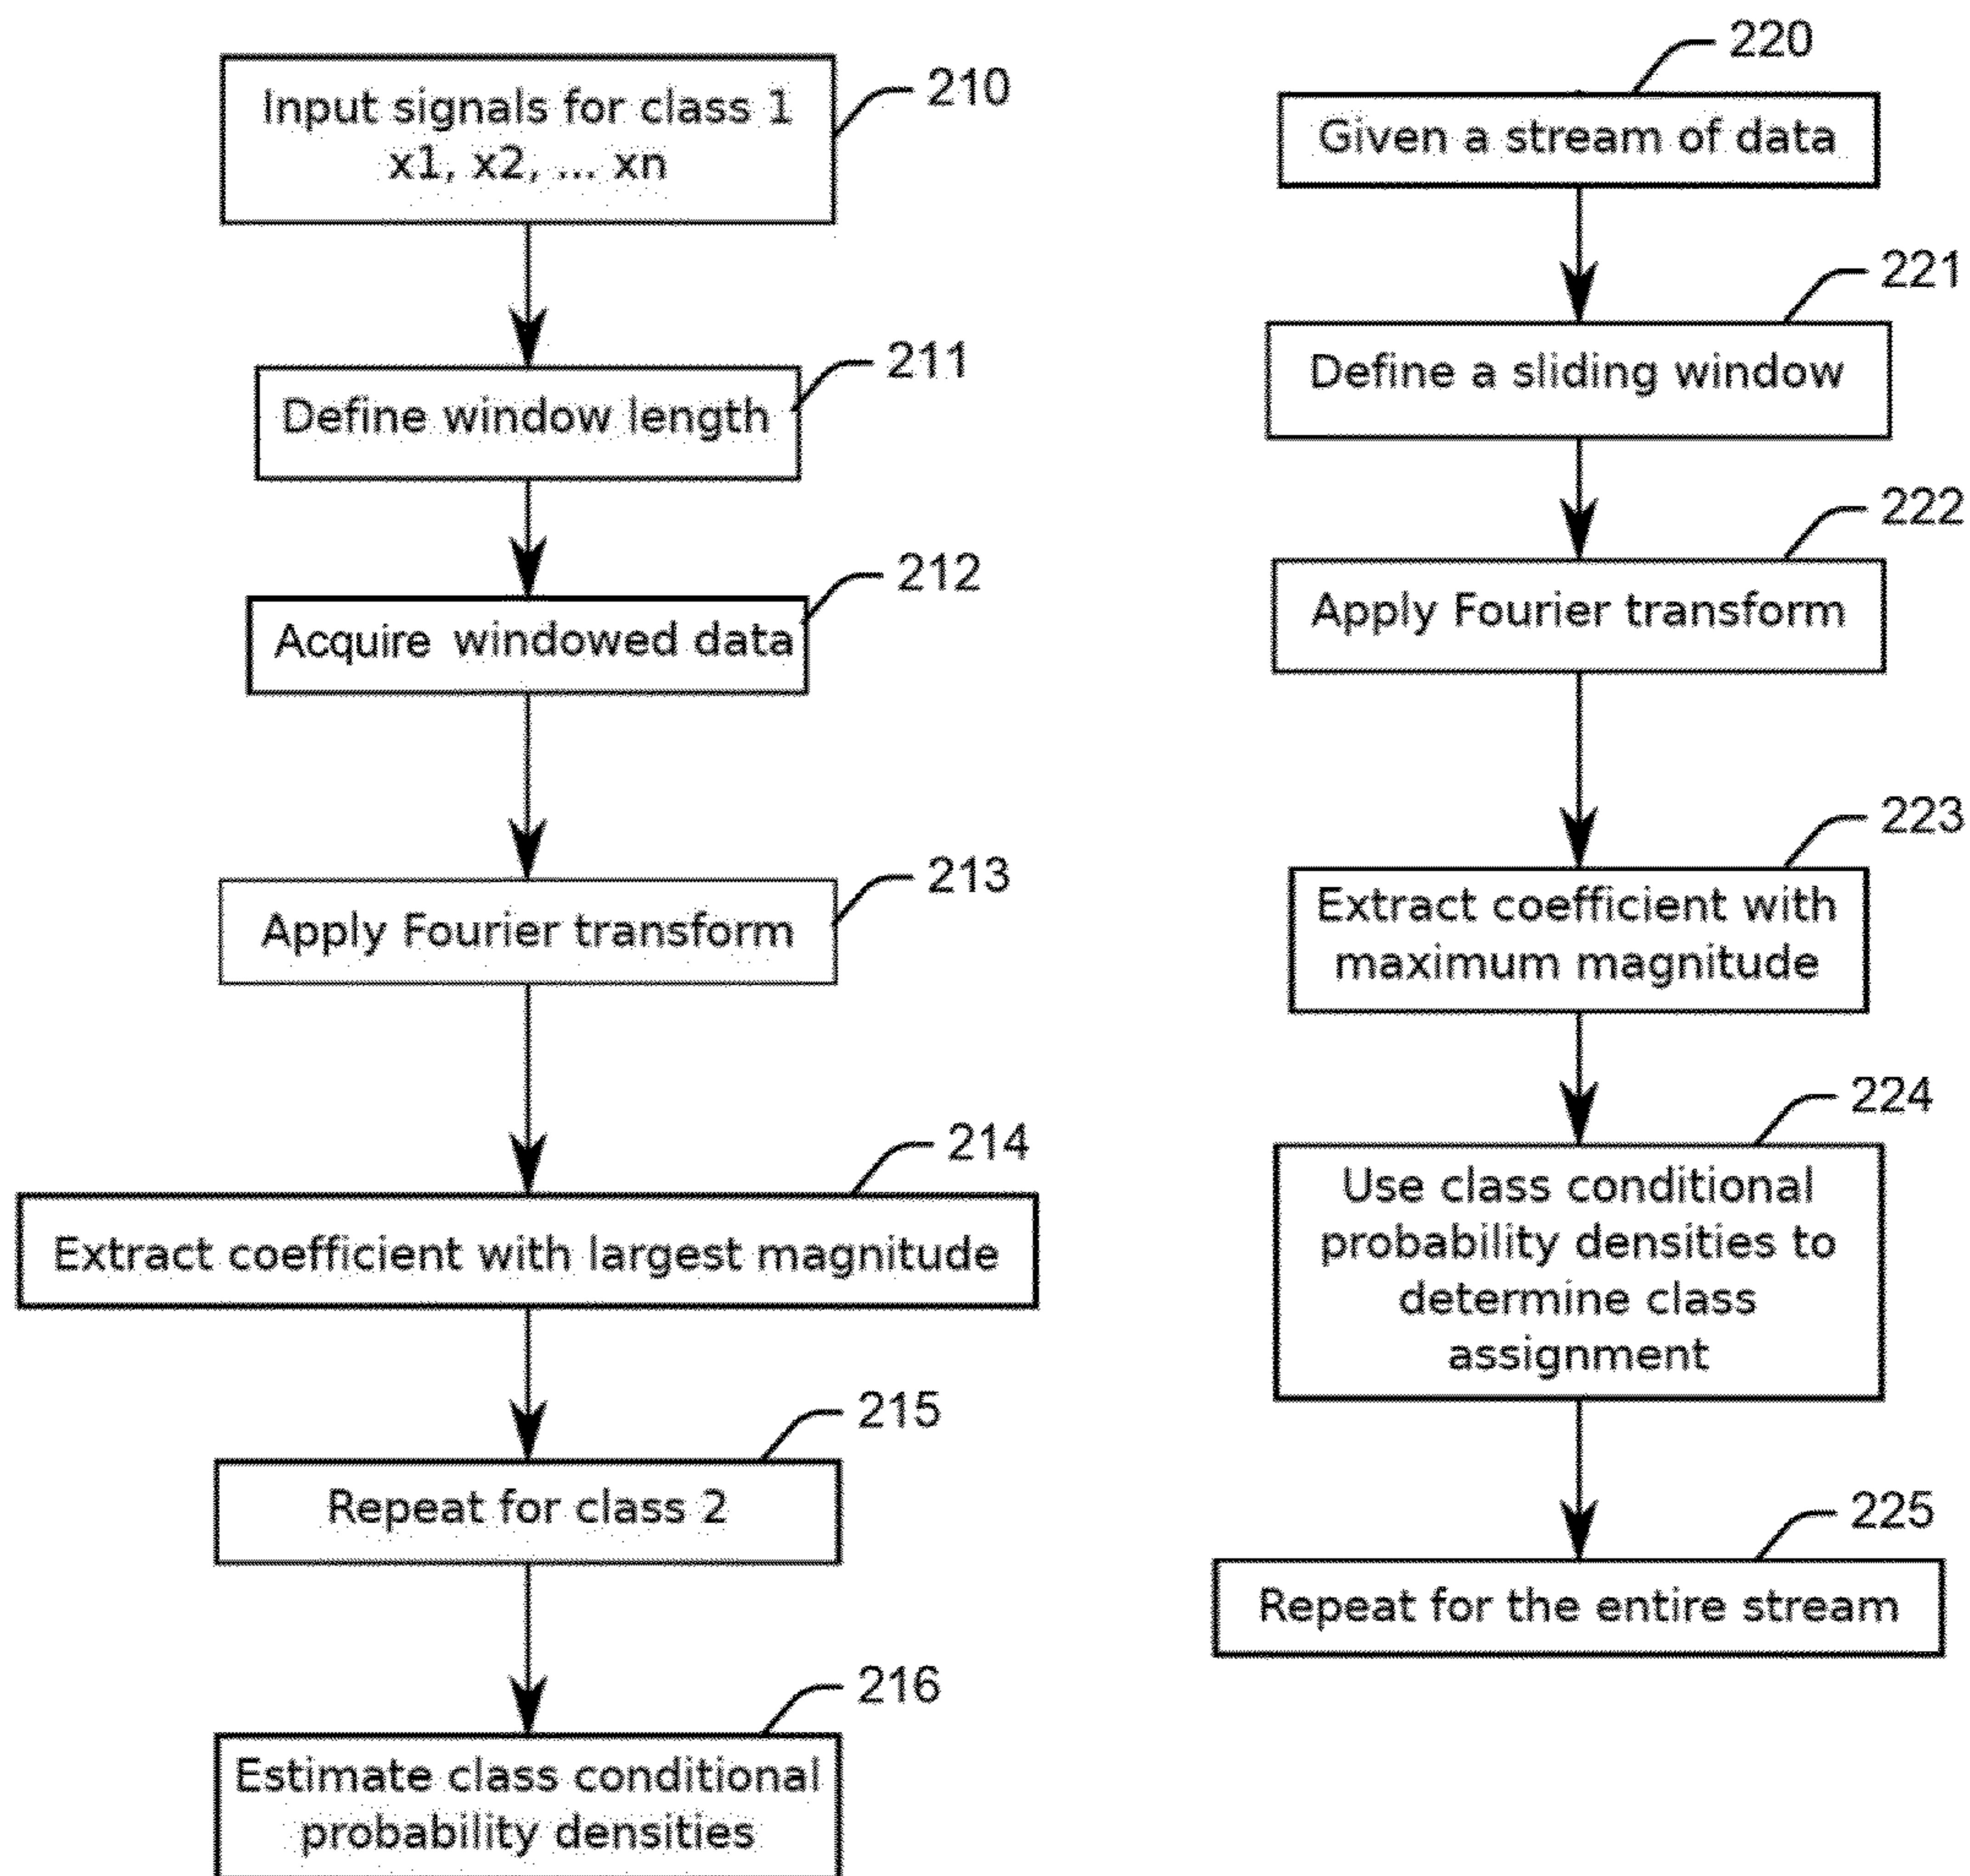 210
Input signals for class 1
x1, x2, ... xn
211
Define window length
212
Acquire windowed data
213
Apply Fourier transform
214
Extract coefficient with largest magnitude
215
Repeat for class 2
216
Estimate class conditional
probability densities
220
Given a stream of data
221
Define a sliding window
222
Apply Fourier transform
223
Extract coefficient with
maximum magnitude
224
Use class conditional
probability densities to
determine class
assignment
225
Repeat for the entire stream